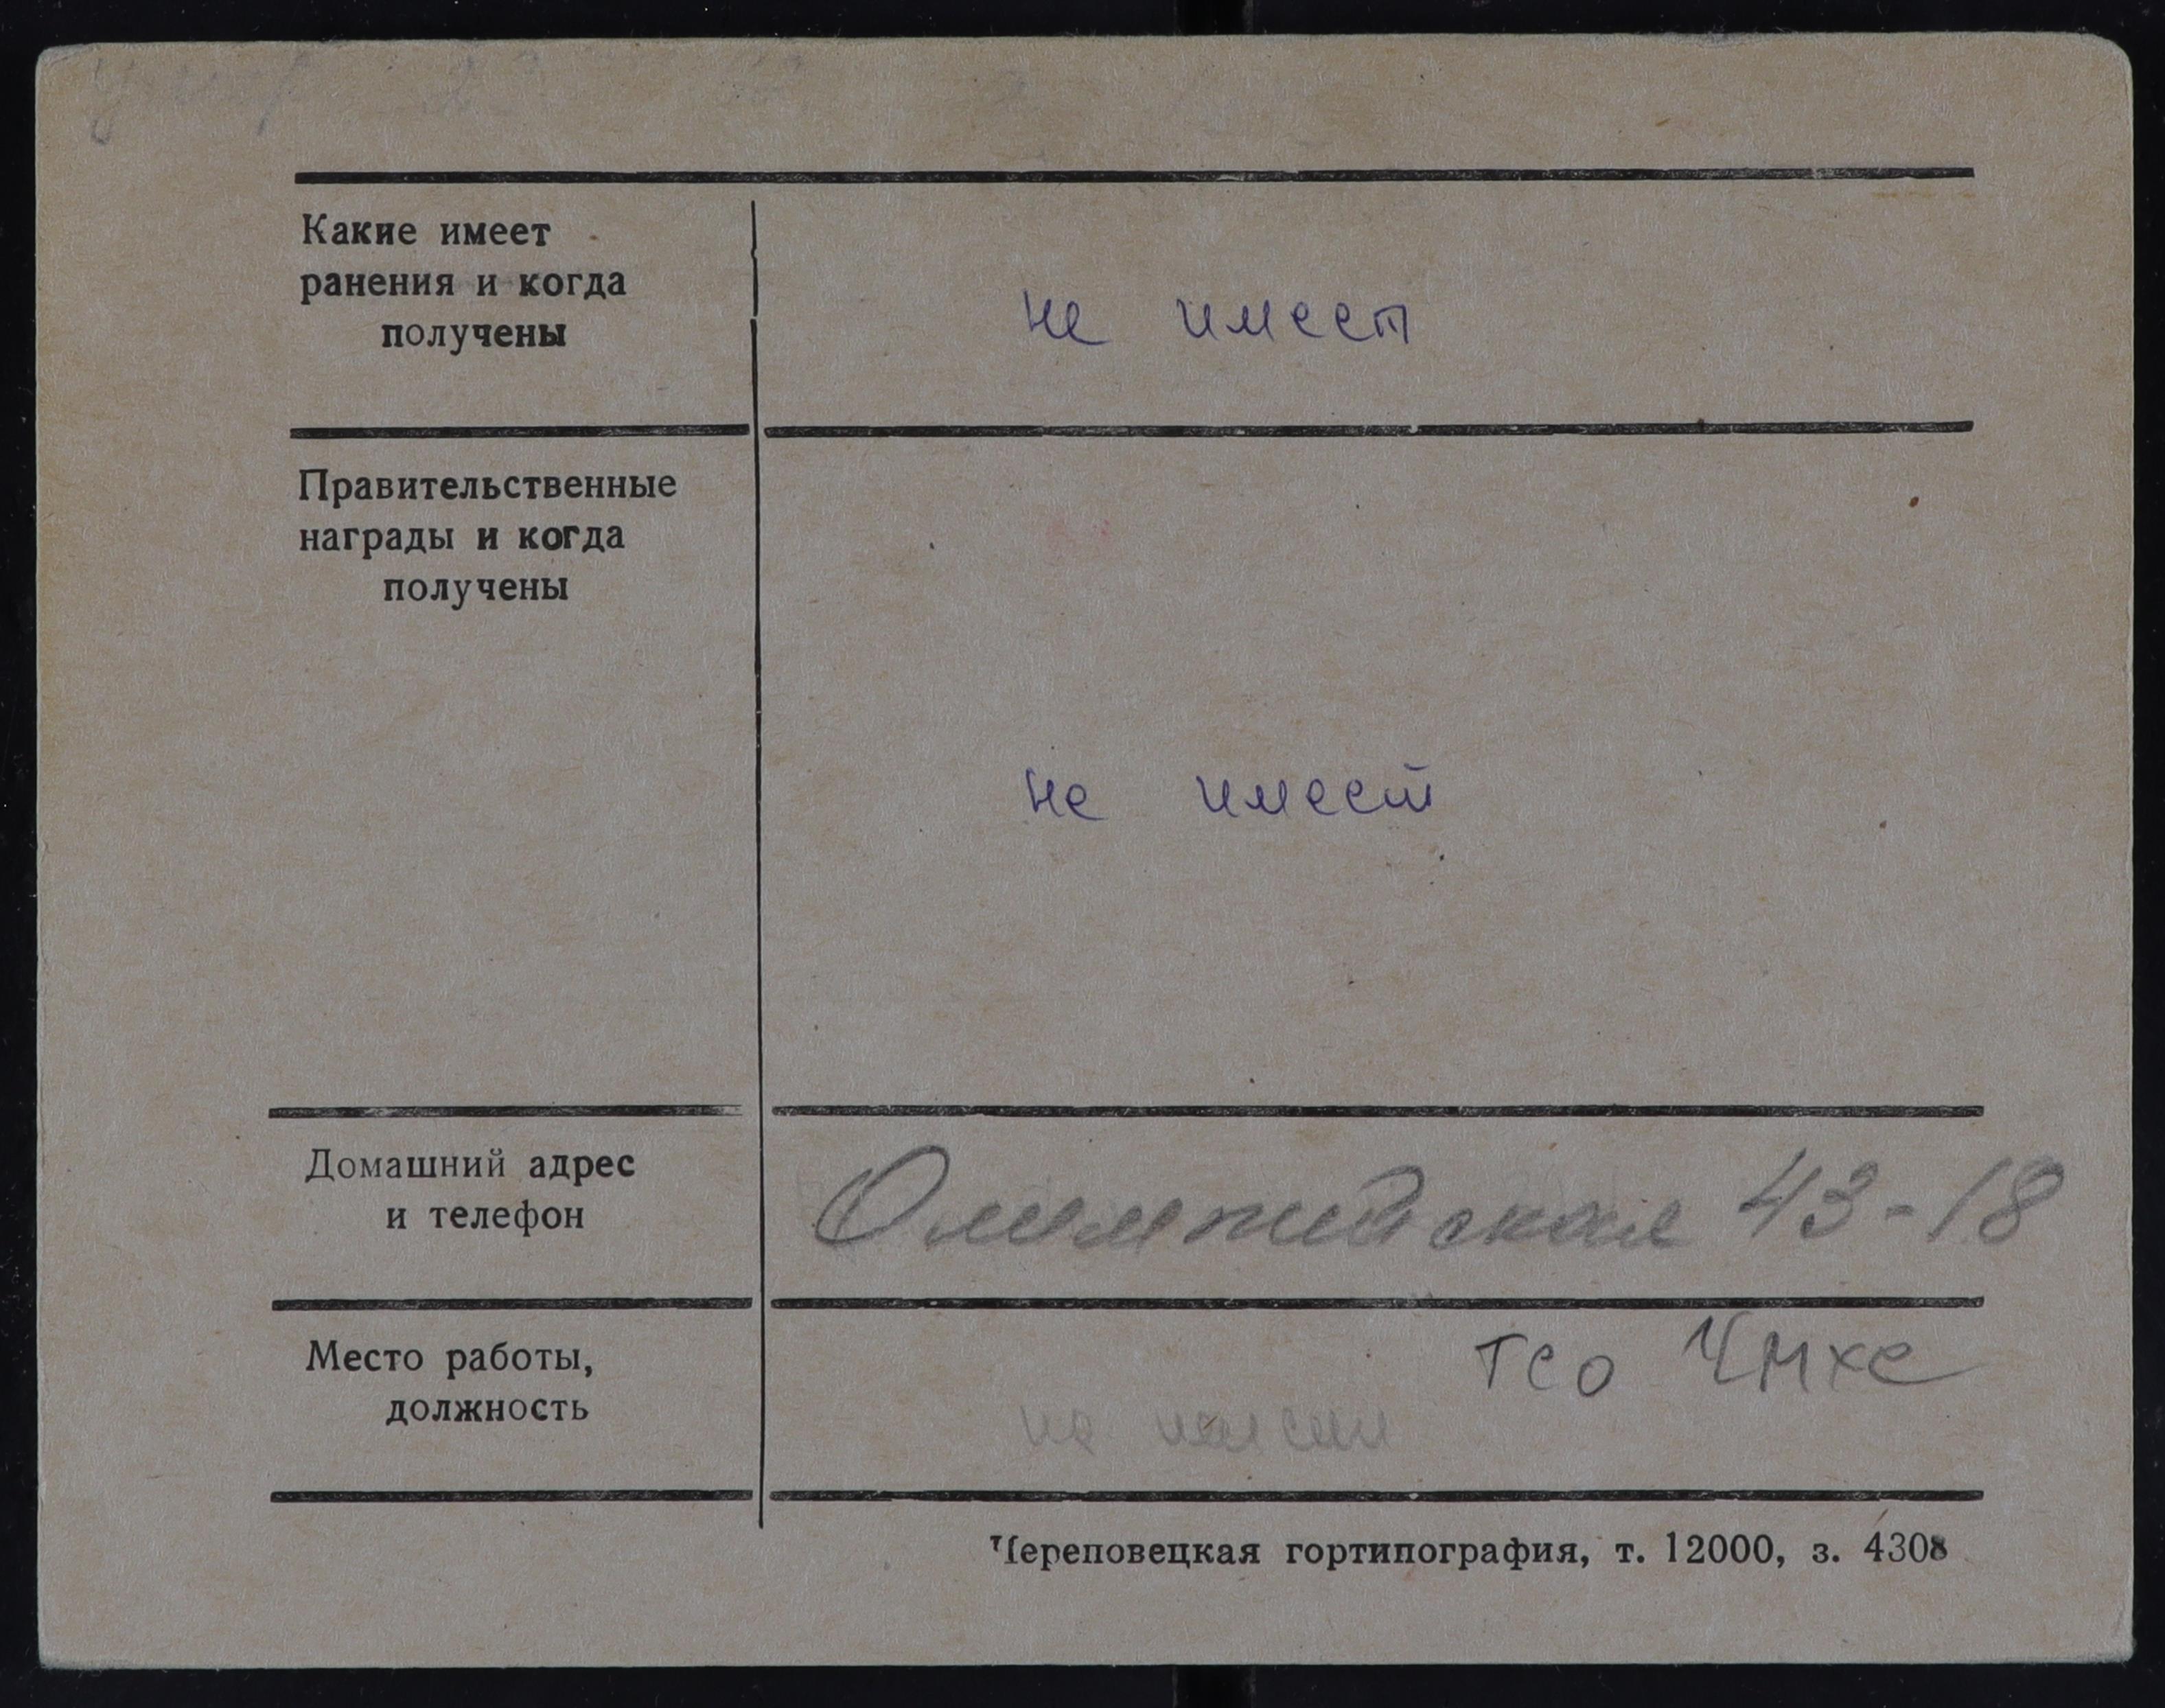 Какие имеет
ранения и когда
получены
не имеет
Правительственные
награды и когда
получены
не имеет
Домашний адрес
и телефон
Олимпийская 43-18
Место работы,
должность
ТСО ЧМХС
Череповецкая гортипография, т. 12000, з. 4308